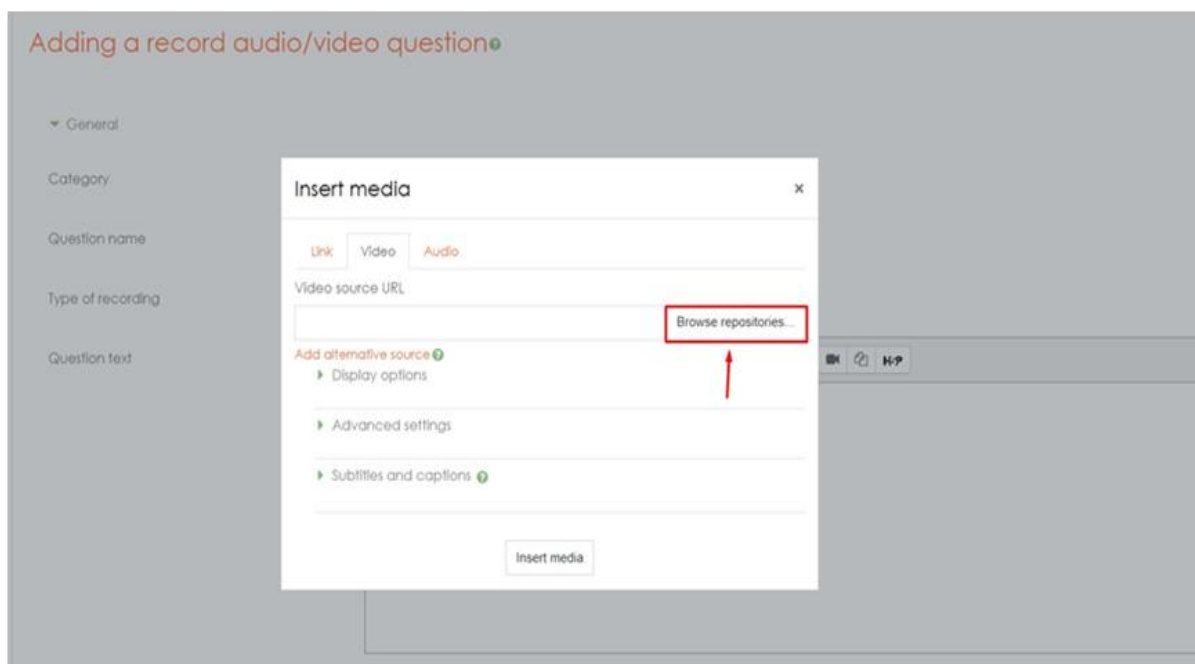 Adding a record audio/video question
General
Category
Question name
Type of recording
Question text
Insert media
×
Link Video Audio
Video source URL
Browse repositories...
Add alternative source
Display options
Advanced settings
Subtitles and captions
Insert media
H-P